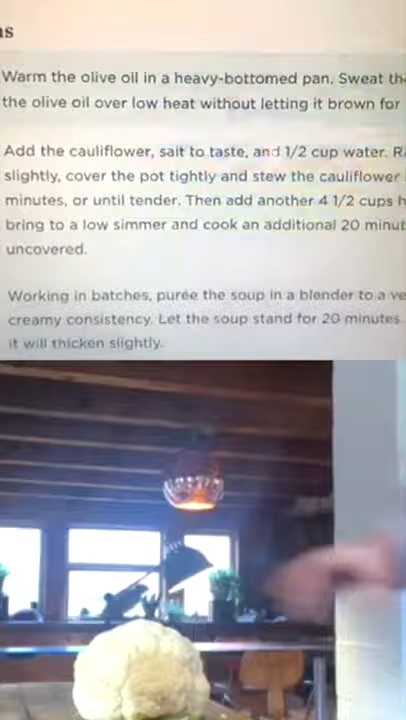 ns
Warm the olive oil in a heavy-bottomed pan. Sweat the
the olive oil over low heat without letting it brown for
Add the cauliflower, salt to taste, and 1/2 cup water. Ra
slightly, cover the pot tightly and stew the cauliflower
minutes, or until tender. Then add another 4 1/2 cups h
bring to a low simmer and cook an additional 20 minut
uncovered.
Working in batches, purée the soup in a blender to a ve
creamy consistency. Let the soup stand for 20 minutes.
it will thicken slightly.